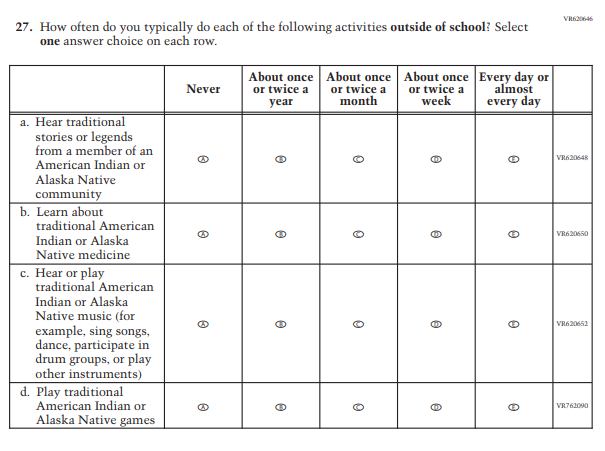 VR620646
27. How often do you typically do each of the following activities outside of school? Select
one answer choice on each row.
Never
About once
or twice a
year
About once
or twice a
month
About once
or twice a
week
Every day or
almost
every day
a. Hear traditional
stories or legends
from a member of an
American Indian or
Alaska Native
community
A B C D E VR620648
b. Learn about
traditional American
Indian or Alaska
Native medicine
A B C D E VR620650
c. Hear or play
traditional American
Indian or Alaska
Native music (for
example, sing songs,
dance, participate in
drum groups, or play
other instruments)
A B C D E VR620652
d. Play traditional
American Indian or
Alaska Native games
A B C D E VR762090